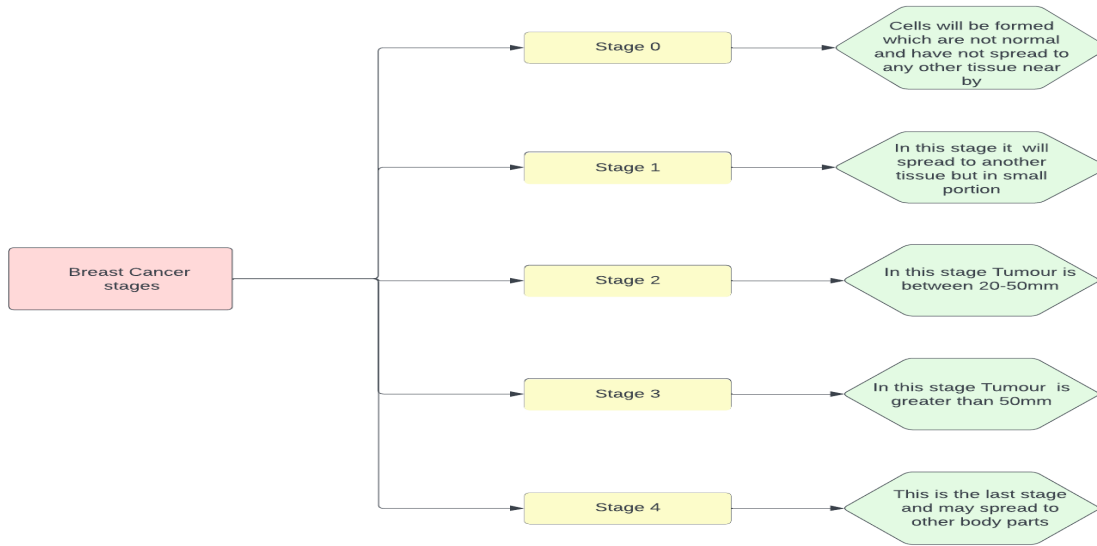 Breast Cancer
stages
Stage 0
Cells will be formed
which are not normal
and have not spread to
any other tissue near
by
Stage 1
In this stage it will
spread to another
tissue but in small
portion
Stage 2
In this stage Tumour is
between 20-50mm
Stage 3
In this stage Tumour is
greater than 50mm
Stage 4
This is the last stage
and may spread to
other body parts